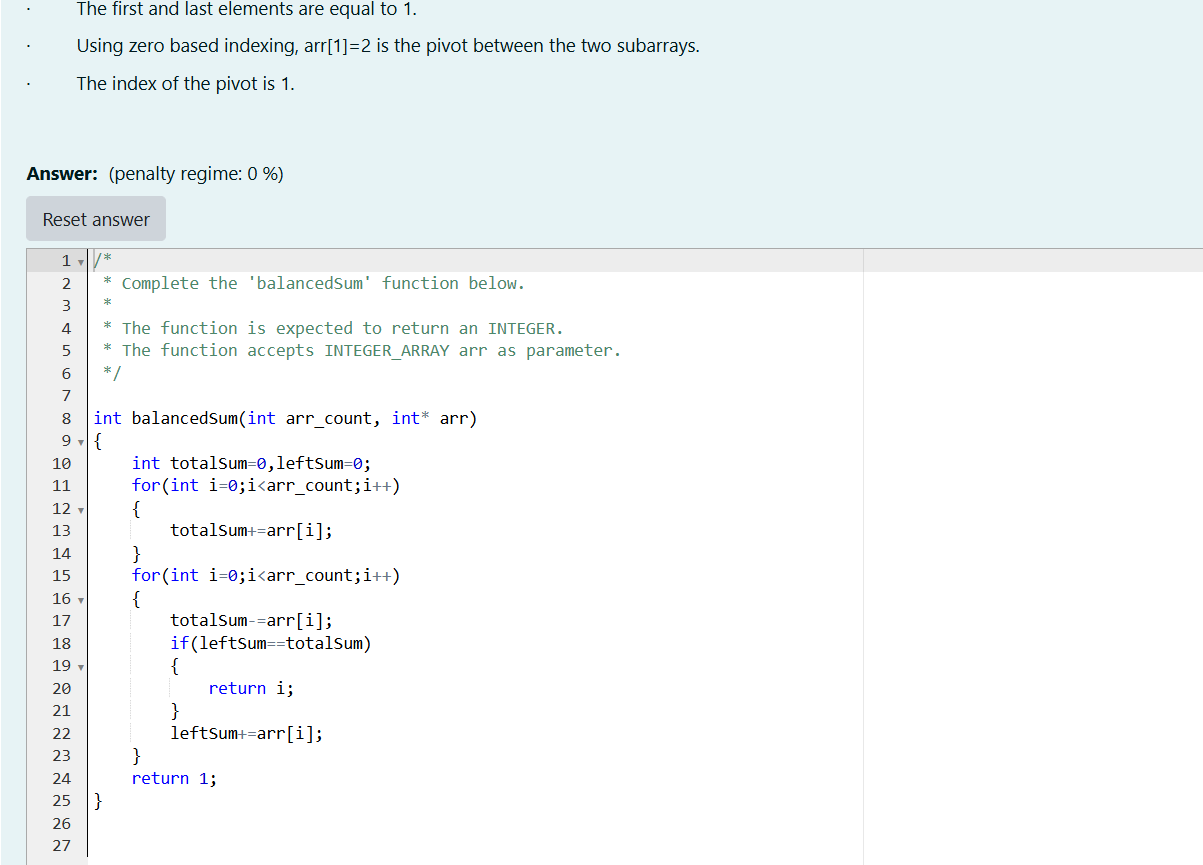 · The first and last elements are equal to 1.
· Using zero based indexing, arr[1]=2 is the pivot between the two subarrays.
· The index of the pivot is 1.
Answer: (penalty regime: 0 %)
Reset answer
1 /*
2  * Complete the 'balancedSum' function below.
3  *
4  * The function is expected to return an INTEGER.
5  * The function accepts INTEGER_ARRAY arr as parameter.
6  */
7
8 int balancedSum(int arr_count, int* arr)
9 {
10     int totalSum=0,leftSum=0;
11     for(int i=0;i<arr_count;i++)
12     {
13         totalSum+=arr[i];
14     }
15     for(int i=0;i<arr_count;i++)
16     {
17         totalSum-=arr[i];
18         if(leftSum==totalSum)
19         {
20             return i;
21         }
22         leftSum+=arr[i];
23     }
24     return 1;
25 }
26
27